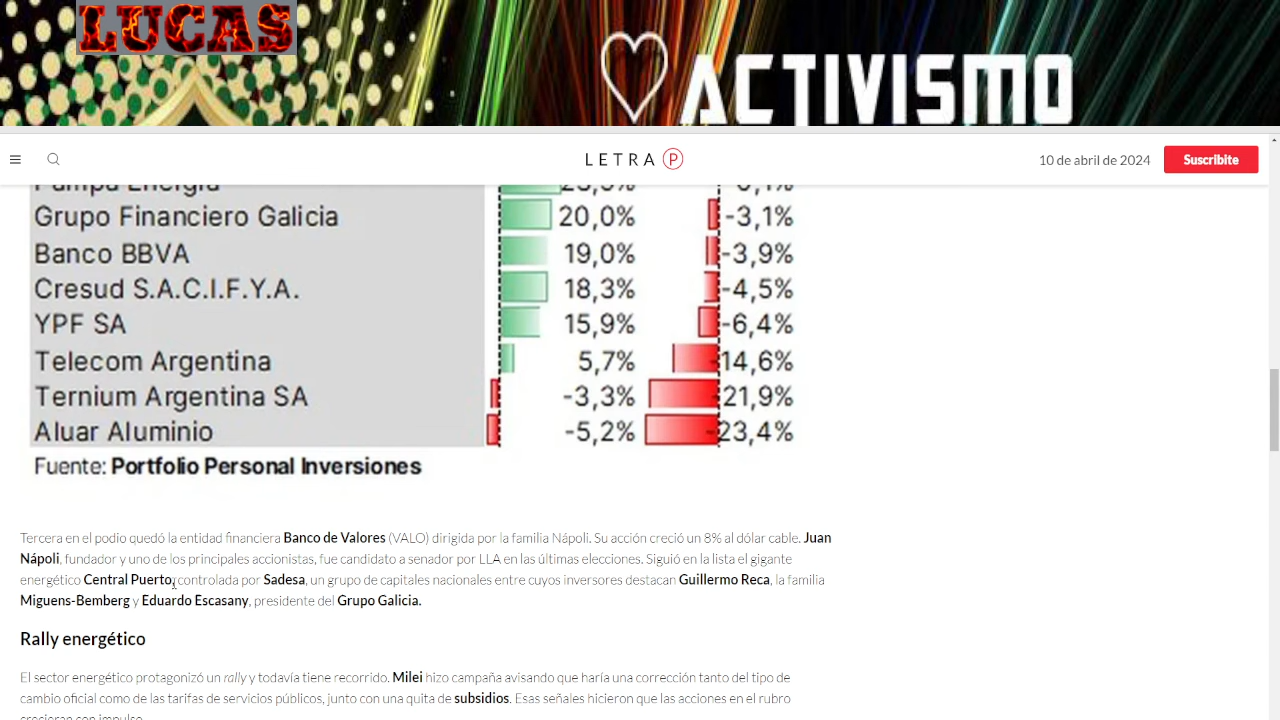 LUCAS
ACTIVISMO
LETRA P
10 de abril de 2024
Suscribite
Pampa Energía
Grupo Financiero Galicia 20,0% -3,1%
Banco BBVA 19,0% -3,9%
Cresud S.A.C.I.F.Y.A. 18,3% -4,5%
YPF SA 15,9% -6,4%
Telecom Argentina 5,7% -14,6%
Ternium Argentina SA -3,3% -21,9%
Aluar Aluminio -5,2% -23,4%
Fuente: Portfolio Personal Inversiones
Tercera en el podio quedó la entidad financiera Banco de Valores (VALO) dirigida por la familia Nápoli. Su acción creció un 8% al dólar cable. Juan
Nápoli, fundador y uno de los principales accionistas, fue candidato a senador por LLA en las últimas elecciones. Siguió en la lista el gigante
energético Central Puerto, controlada por Sadesa, un grupo de capitales nacionales entre cuyos inversores destacan Guillermo Reca, la familia
Miguens-Bemberg y Eduardo Escasany, presidente del Grupo Galicia.
Rally energético
El sector energético protagonizó un rally y todavía tiene recorrido. Milei hizo campaña avisando que haría una corrección tanto del tipo de
cambio oficial como de las tarifas de servicios públicos, junto con una quita de subsidios. Esas señales hicieron que las acciones en el rubro
crecieran con impulso